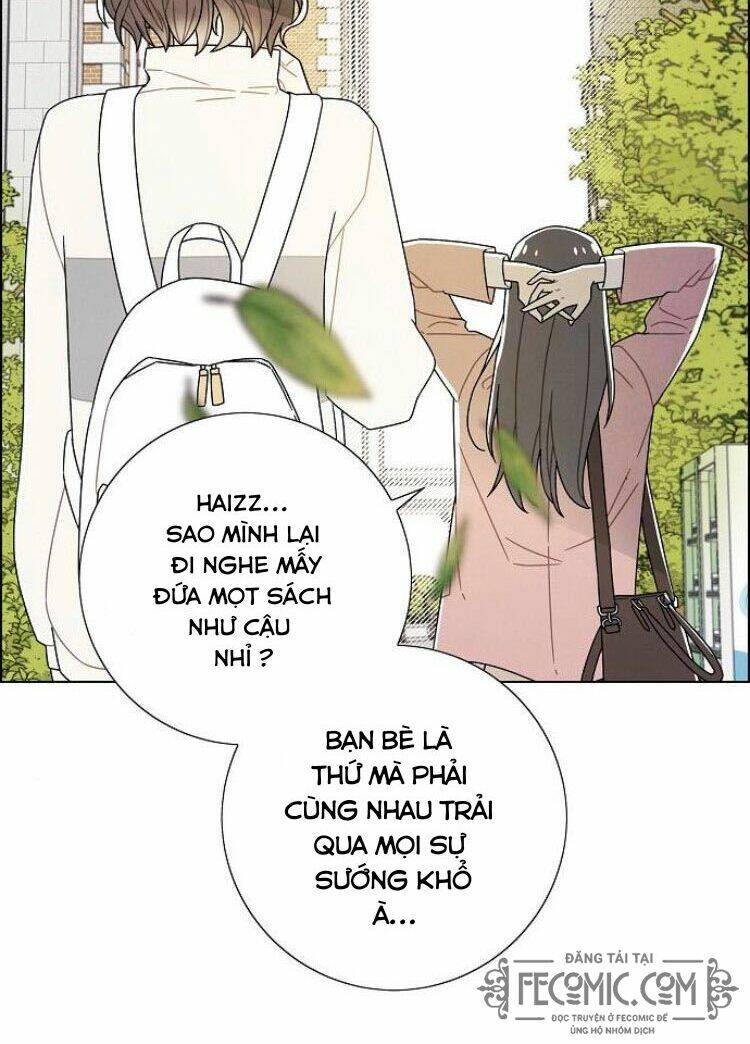 HAIZZ...
SAO MÌNH LẠI
ĐI NGHE MẤY
ĐỨA MỌT SÁCH
NHƯ CẬU
NHỈ ?
BẠN BÈ LÀ
THỨ MÀ PHẢI
CÙNG NHAU TRẢI
QUA MỌI SỰ
SƯỚNG KHỔ
À...
ĐĂNG TẢI TẠI
FECOMIC.COM
ĐỌC TRUYỆN Ở FECOMIC ĐỂ
ỦNG HỘ NHÓM DỊCH